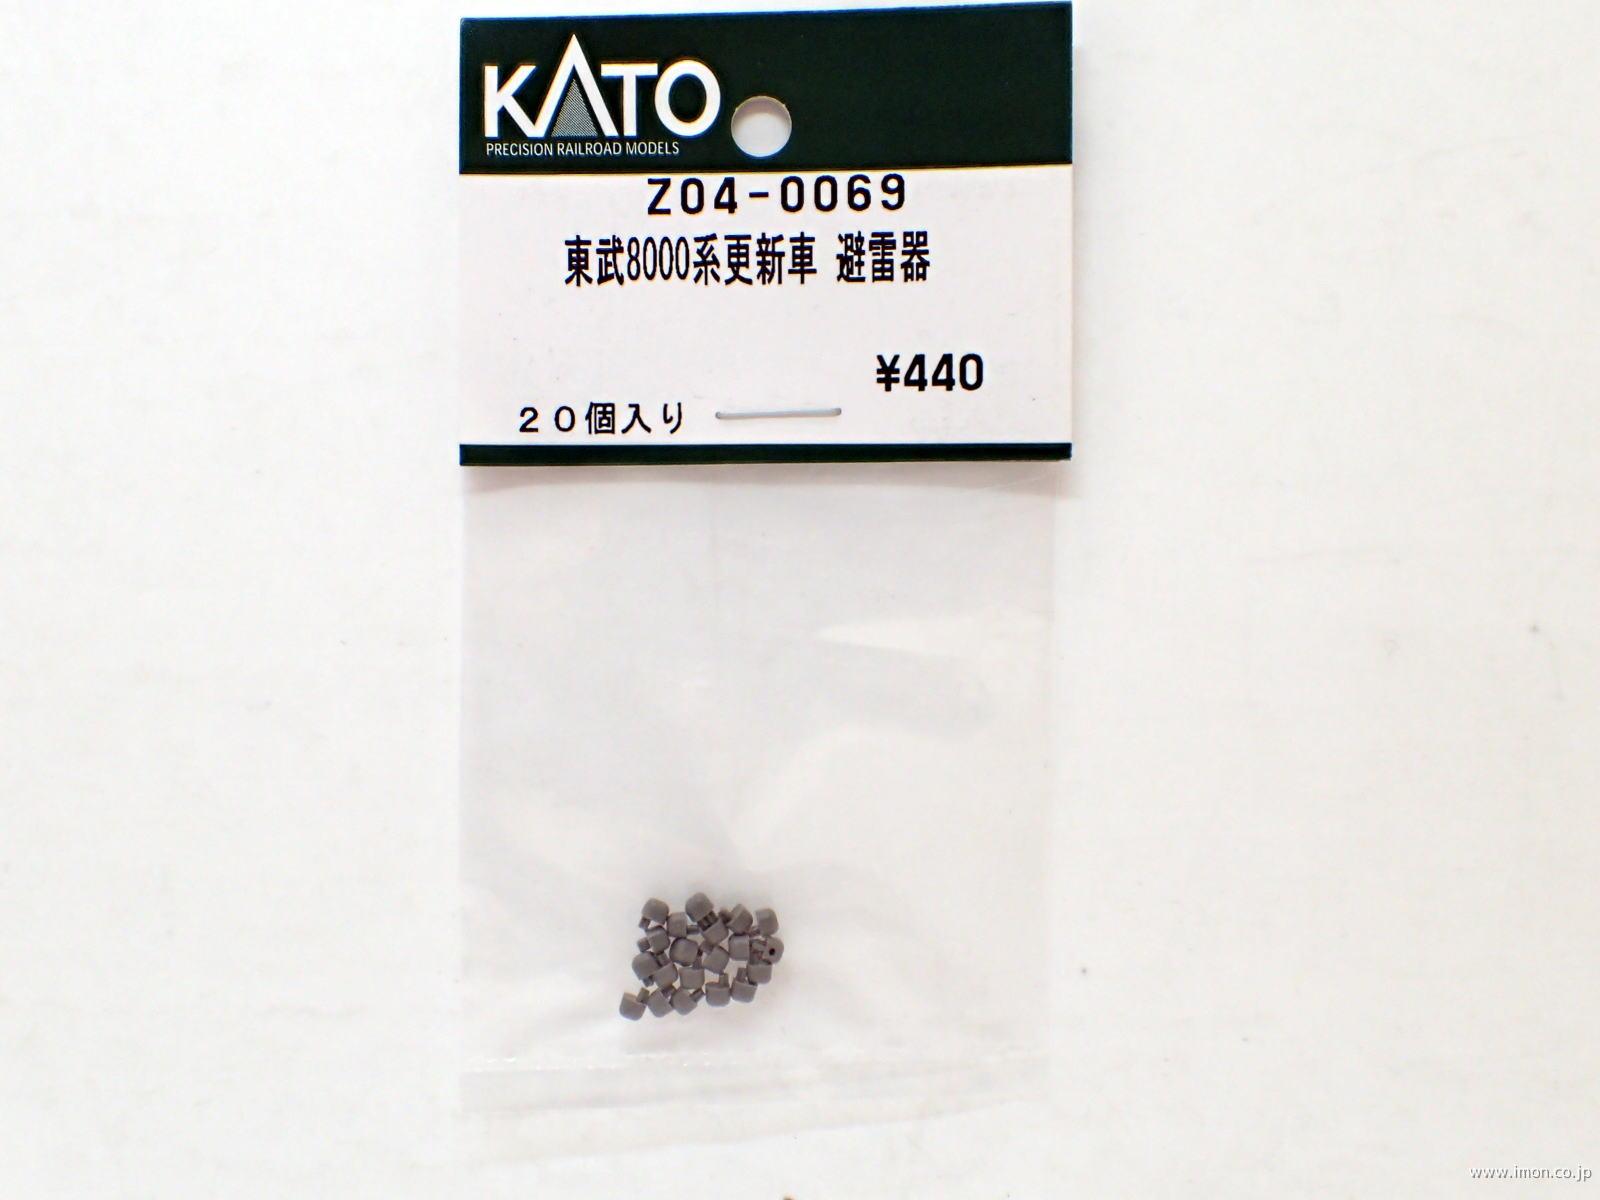 KATO
PRECISION RAILROAD MODELS
Z04-0069
東武8000系更新車 避雷器
¥440
20個入り
www.imon.co.jp